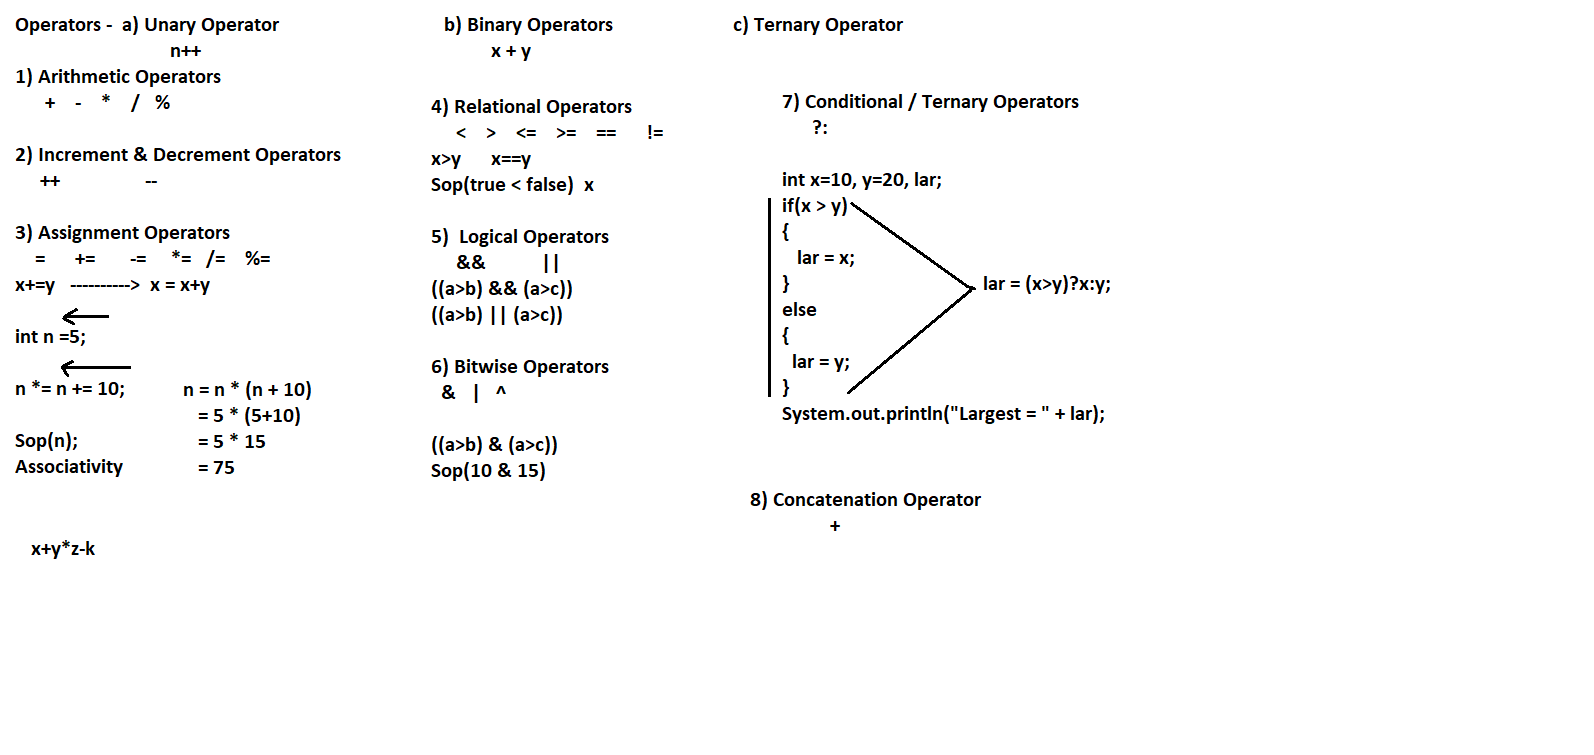 Operators -  a) Unary Operator
n++
1) Arithmetic Operators
+   -   *   /   %
2) Increment & Decrement Operators
++   --
3) Assignment Operators
=   +=   -=   *=   /=   %=
x+=y   ---------->   x = x+y
int n =5;
n *= n += 10;   n = n * (n + 10)
= 5 * (5+10)
Sop(n);   = 5 * 15
Associativity   = 75
x+y*z-k
b) Binary Operators
x + y
4) Relational Operators
<   >   <=   >=   ==   !=
x>y   x==y
Sop(true < false)  x
5)  Logical Operators
&&   ||
((a>b) && (a>c))
((a>b) || (a>c))
6) Bitwise Operators
&   |   ^
((a>b) & (a>c))
Sop(10 & 15)
c) Ternary Operator
7) Conditional / Ternary Operators
?:
int x=10, y=20, lar;
if(x > y)
{
lar = x;
}
else
{
lar = y;
}
System.out.println("Largest = " + lar);
lar = (x>y)?x:y;
8) Concatenation Operator
+